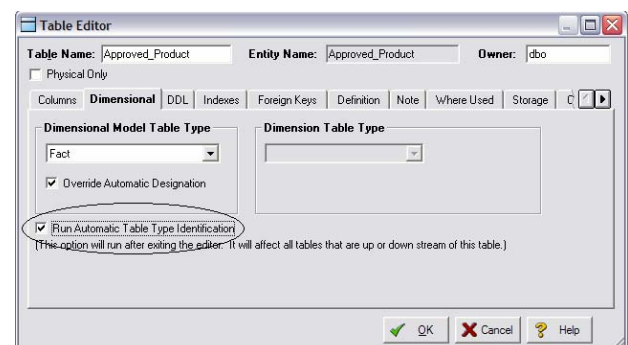 Table Editor
Table Name: Approved_Product Entity Name: Approved_Product Owner: dbo
Physical Only
Columns Dimensional DDL Indexes Foreign Keys Definition Note Where Used Storage
Dimensional Model Table Type Dimension Table Type
Fact
Override Automatic Designation
Run Automatic Table Type Identification
(This option will run after exiting the editor. It will affect all tables that are up or down stream of this table.)
OK Cancel Help